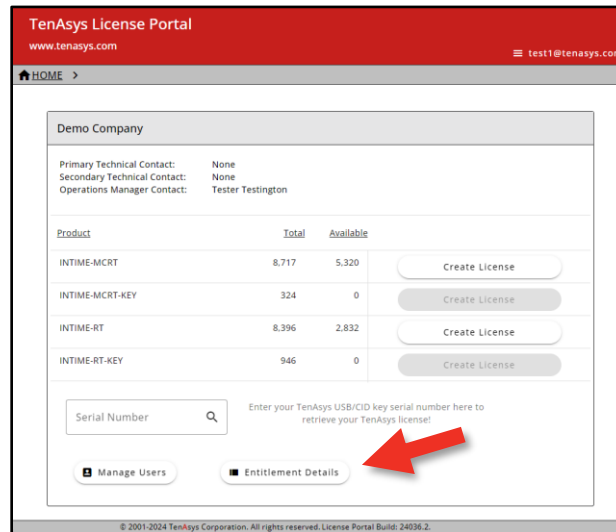 TenAsys License Portal
www.tenasys.com
test1@tenasys.co
HOME >
Demo Company
Primary Technical Contact: None
Secondary Technical Contact: None
Operations Manager Contact: Tester Testington
Product Total Available
INTIME-MCRT 8,717 5,320 Create License
INTIME-MCRT-KEY 324 0 Create License
INTIME-RT 8,396 2,832 Create License
INTIME-RT-KEY 946 0 Create License
Serial Number
Enter your TenAsys USB/CID key serial number here to
retrieve your TenAsys license!
Manage Users
Entitlement Details
© 2001-2024 TenAsys Corporation. All rights reserved. License Portal Build: 24036.2.